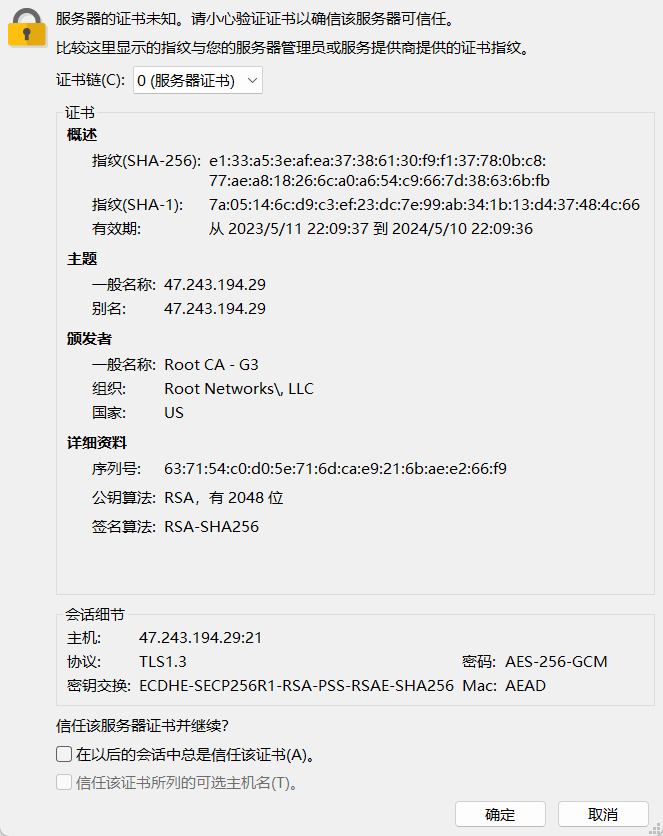 服务器的证书未知。请小心验证证书以确信该服务器可信任。
比较这里显示的指纹与您的服务器管理员或服务提供商提供的证书指纹。
证书链(C): 0 (服务器证书)
证书
概述
指纹(SHA-256): e1:33:a5:3e:af:ea:37:38:61:30:f9:f1:37:78:0b:c8:
77:ae:a8:18:26:6c:a0:a6:54:c9:66:7d:38:63:6b:fb
指纹(SHA-1): 7a:05:14:6c:d9:c3:ef:23:dc:7e:99:ab:34:1b:13:d4:37:48:4c:66
有效期: 从 2023/5/11 22:09:37 到 2024/5/10 22:09:36
主题
一般名称: 47.243.194.29
别名: 47.243.194.29
颁发者
一般名称: Root CA - G3
组织: Root Networks\, LLC
国家: US
详细资料
序列号: 63:71:54:c0:d0:5e:71:6d:ca:e9:21:6b:ae:e2:66:f9
公钥算法: RSA，有 2048 位
签名算法: RSA-SHA256
会话细节
主机: 47.243.194.29:21
协议: TLS1.3 密码: AES-256-GCM
密钥交换: ECDHE-SECP256R1-RSA-PSS-RSAE-SHA256 Mac: AEAD
信任该服务器证书并继续?
在以后的会话中总是信任该证书(A)。
信任该证书所列的可选主机名(T)。
确定 取消